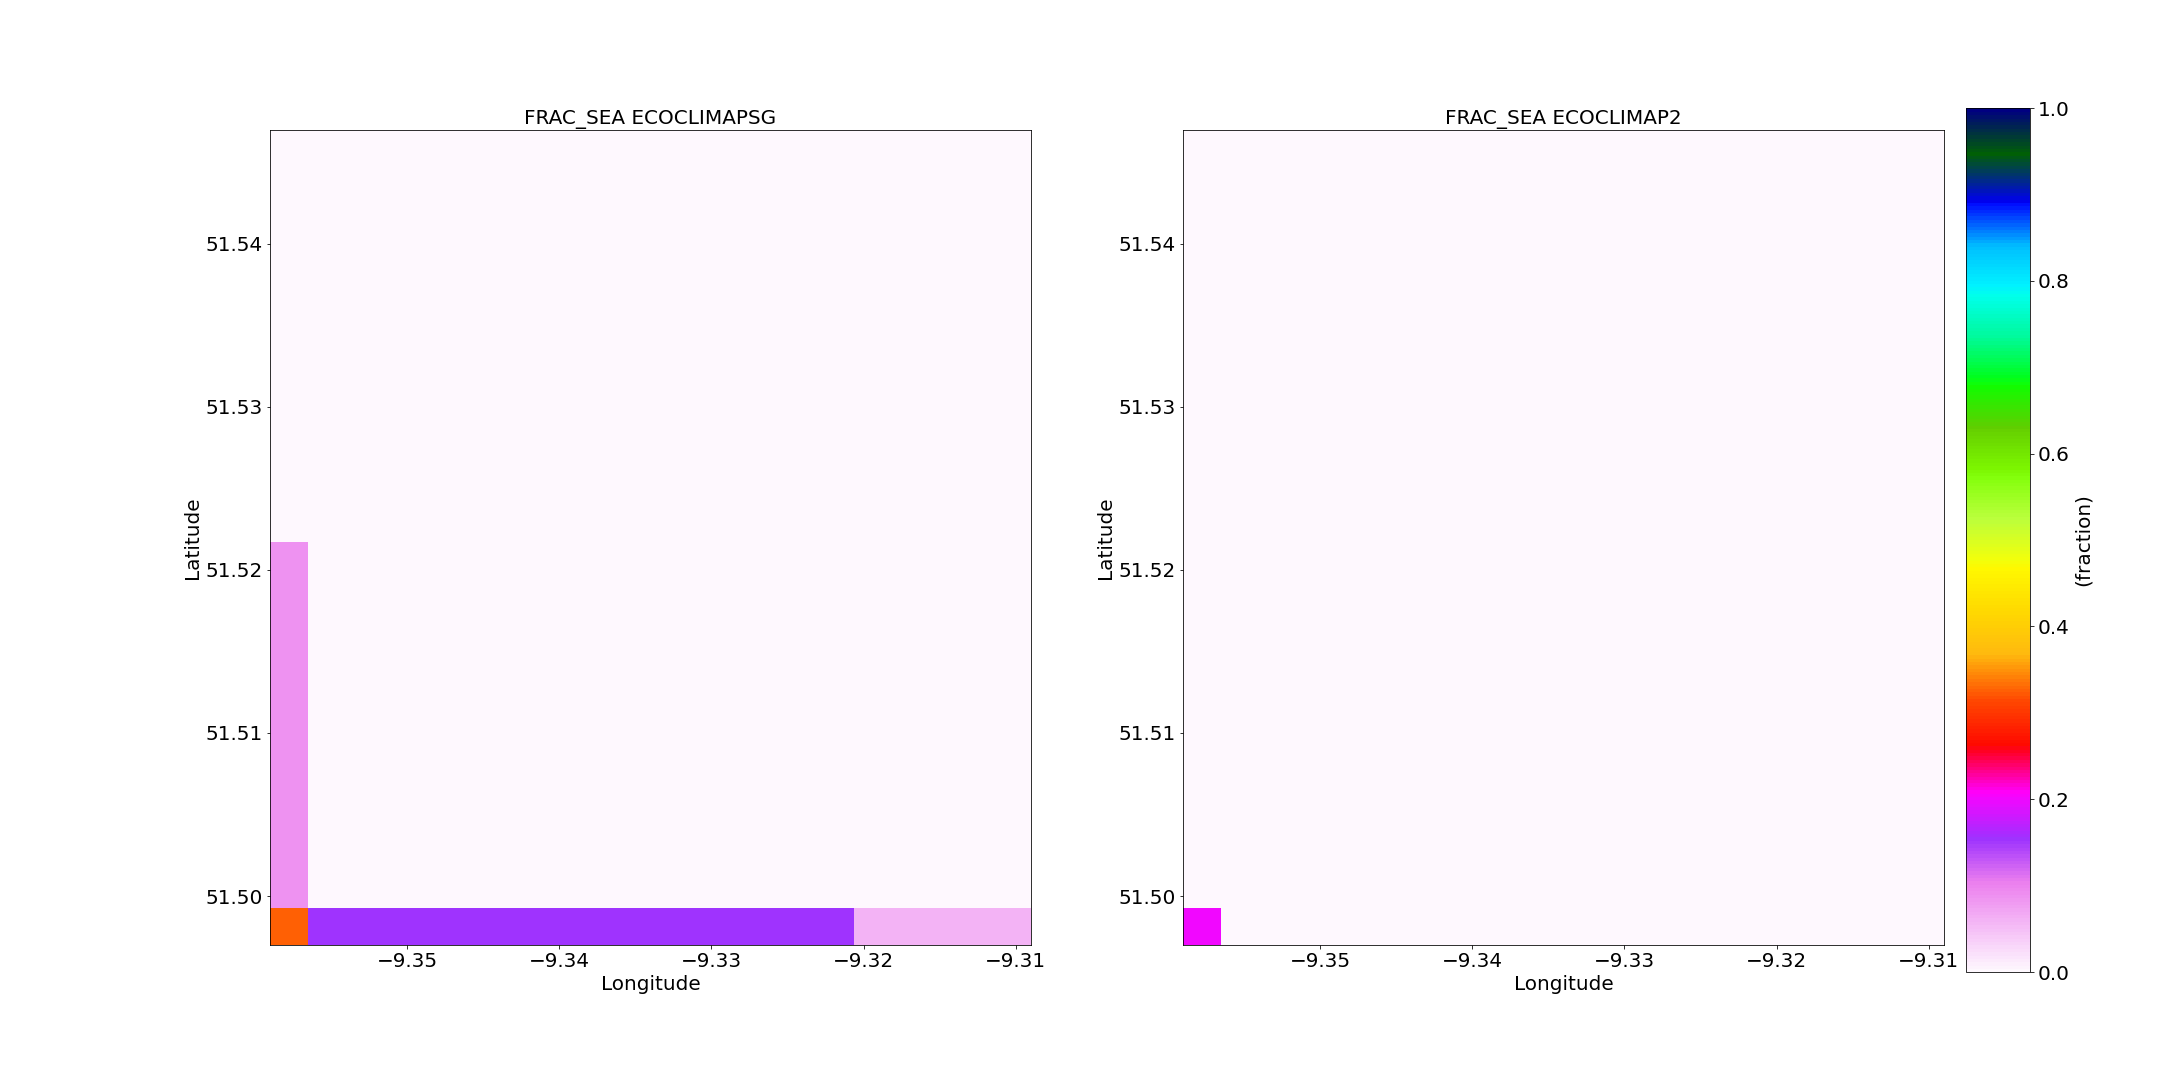 FRAC_SEA ECOCLIMAPSG
51.54
51.53
51.52
51.51
51.50
Latitude
−9.35 −9.34 −9.33 −9.32 −9.31
Longitude
FRAC_SEA ECOCLIMAP2
51.54
51.53
51.52
51.51
51.50
Latitude
−9.35 −9.34 −9.33 −9.32 −9.31
Longitude
1.0
0.8
0.6
0.4
0.2
0.0
(fraction)